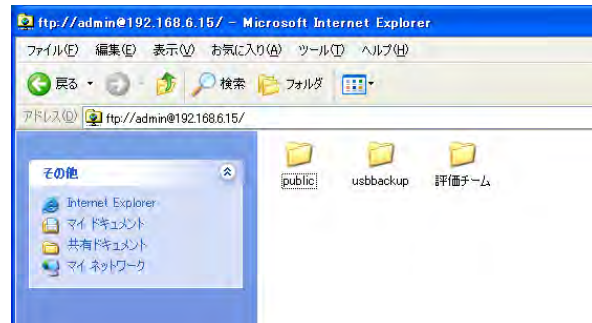 ftp://admin@192.168.6.15/ - Microsoft Internet Explorer
ファイル(F) 編集(E) 表示(V) お気に入り(A) ツール(T) ヘルプ(H)
戻る 検索 フォルダ
アドレス(D) ftp://admin@192.168.6.15/
その他
Internet Explorer
マイ ドキュメント
共有ドキュメント
マイ ネットワーク
public usbbackup 評価チーム